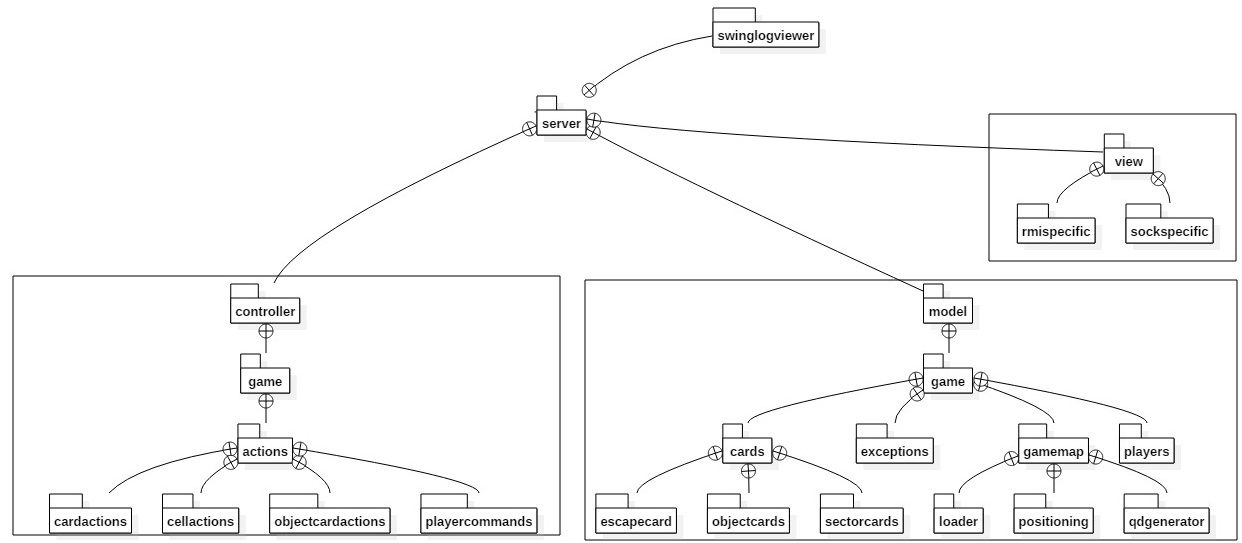 swinglogviewer
server
view
rmispecific
sockspecific
controller
model
game
game
actions
cards
exceptions
gamemap
players
cardactions
cellactions
objectcardactions
playercommands
escapecard
objectcards
sectorcards
loader
positioning
qdgenerator